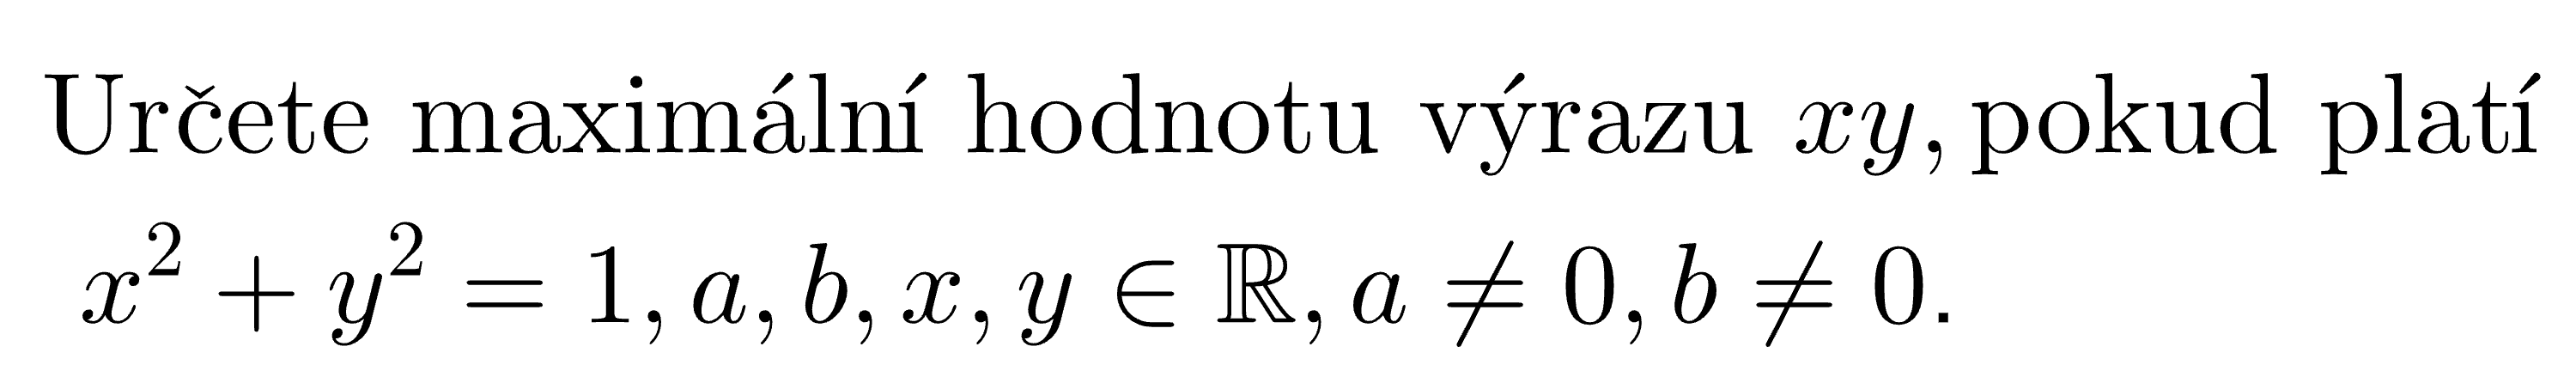 Určete maximální hodnotu výrazu xy, pokud platí
x² + y² = 1, a, b, x, y ∈ ℝ, a ≠ 0, b ≠ 0.